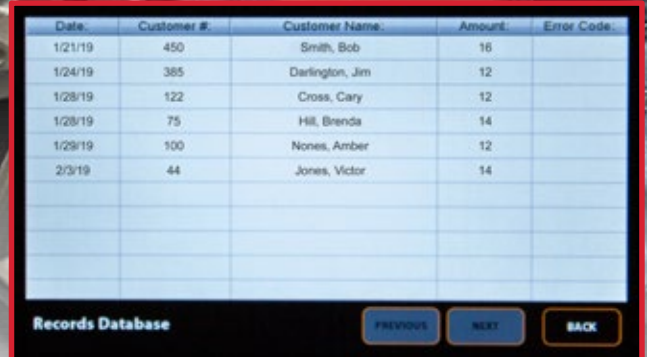 Date: Customer #: Customer Name: Amount: Error Code:
1/21/19 450 Smith, Bob 16
1/24/19 385 Darlington, Jim 12
1/28/19 122 Cross, Cary 12
1/28/19 75 Hill, Brenda 14
1/29/19 100 Nones, Amber 12
2/3/19 44 Jones, Victor 14
Records Database PREVIOUS NEXT BACK